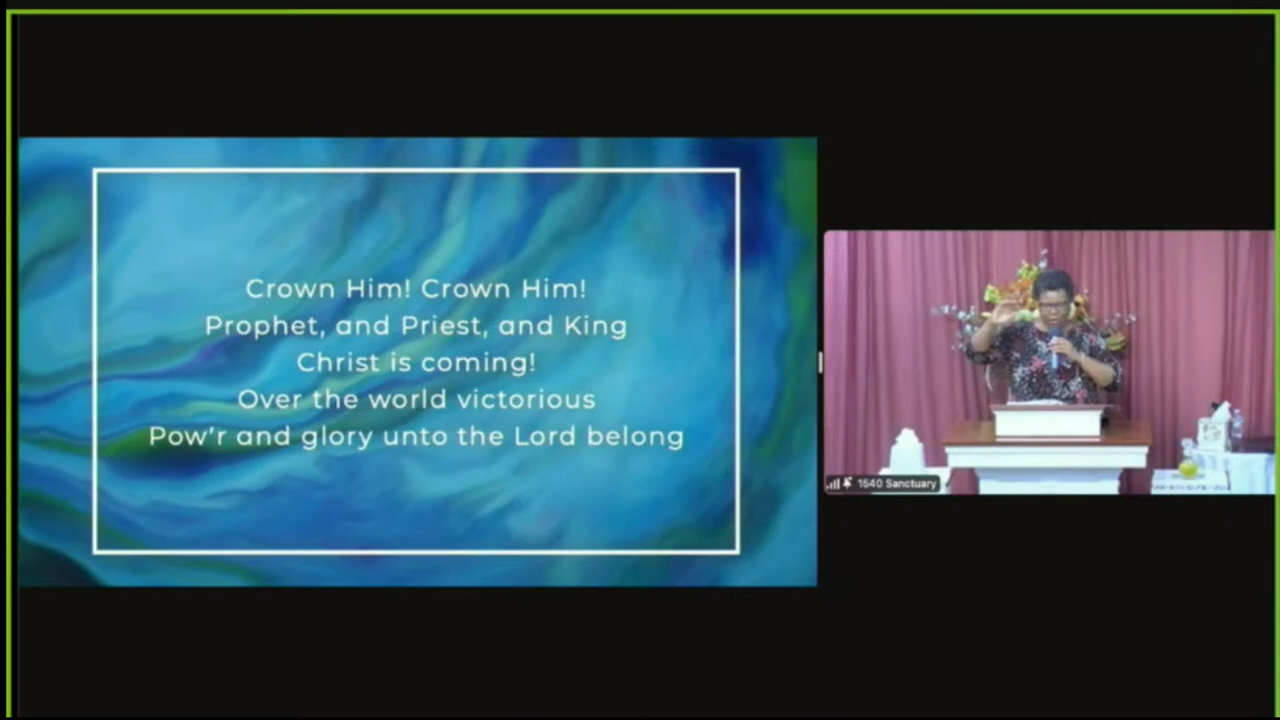 Crown Him! Crown Him!
Prophet, and Priest, and King
Christ is coming!
Over the world victorious
Pow'r and glory unto the Lord belong
1540 Sanctuary